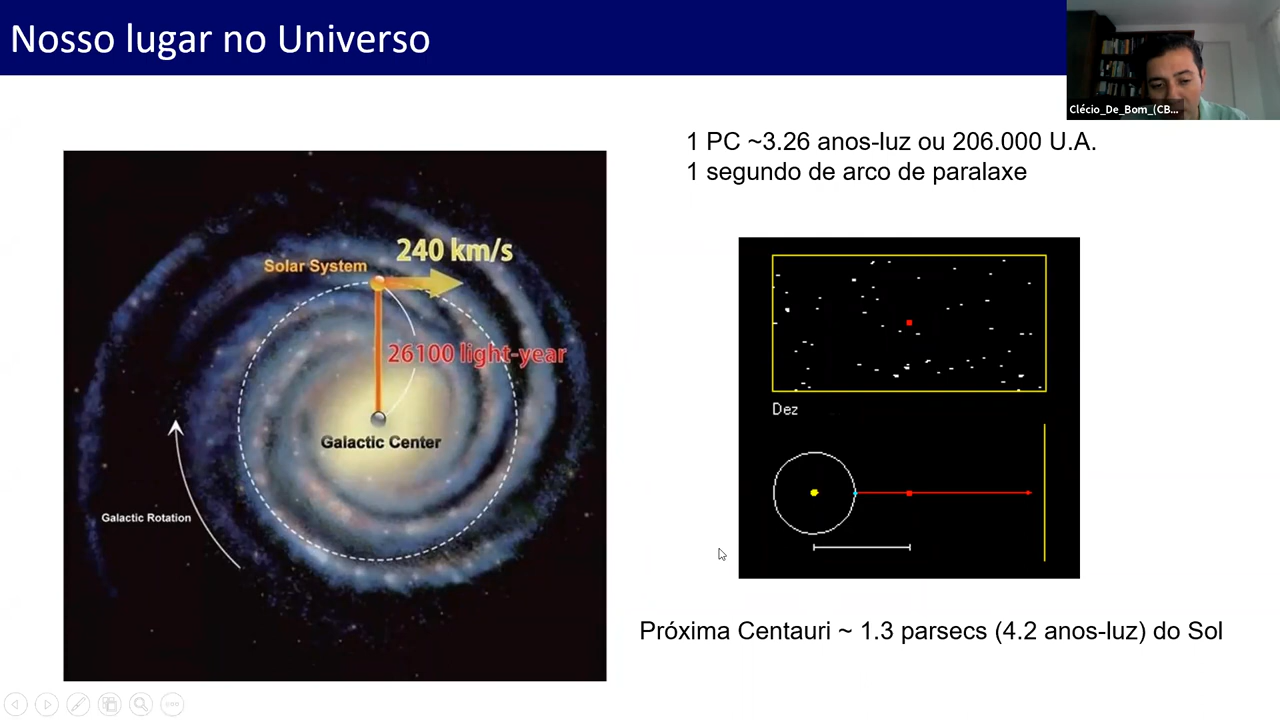 Nosso lugar no Universo
Clécio_De_Bom_(CB...
1 PC ~3.26 anos-luz ou 206.000 U.A.
1 segundo de arco de paralaxe
240 km/s
Solar System
26100 light-year
Galactic Center
Galactic Rotation
Dez
Próxima Centauri ~ 1.3 parsecs (4.2 anos-luz) do Sol